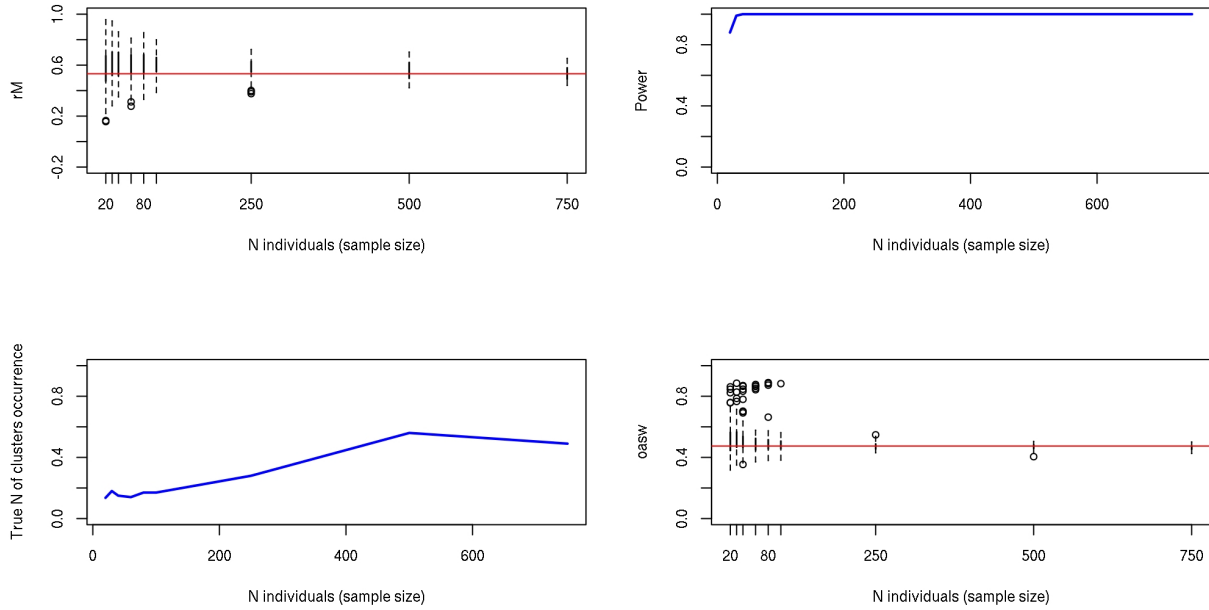 rM
-0.2 0.2 0.6 1.0
20 80 250 500 750
N individuals (sample size)
Power
0.0 0.4 0.8
0 200 400 600
N individuals (sample size)
True N of clusters occurrence
0.0 0.4 0.8
0 200 400 600
N individuals (sample size)
oasw
0.0 0.4 0.8
20 80 250 500 750
N individuals (sample size)